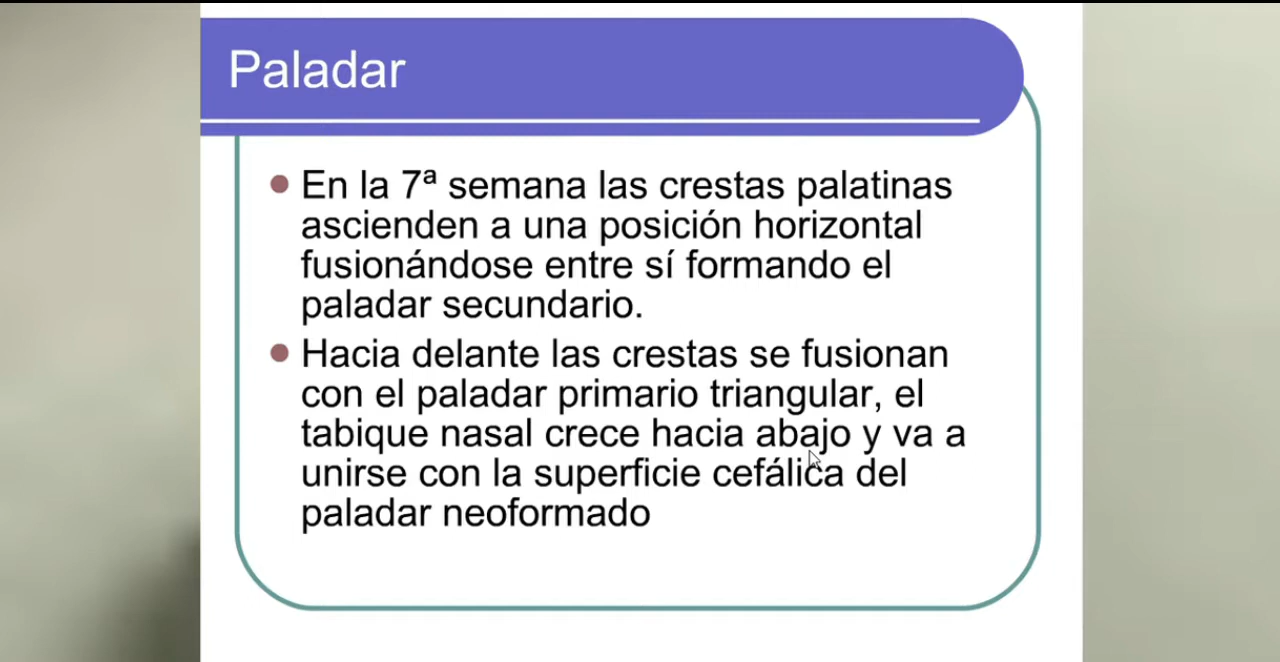 Paladar
En la 7ª semana las crestas palatinas
ascienden a una posición horizontal
fusionándose entre sí formando el
paladar secundario.
Hacia delante las crestas se fusionan
con el paladar primario triangular, el
tabique nasal crece hacia abajo y va a
unirse con la superficie cefálica del
paladar neoformado